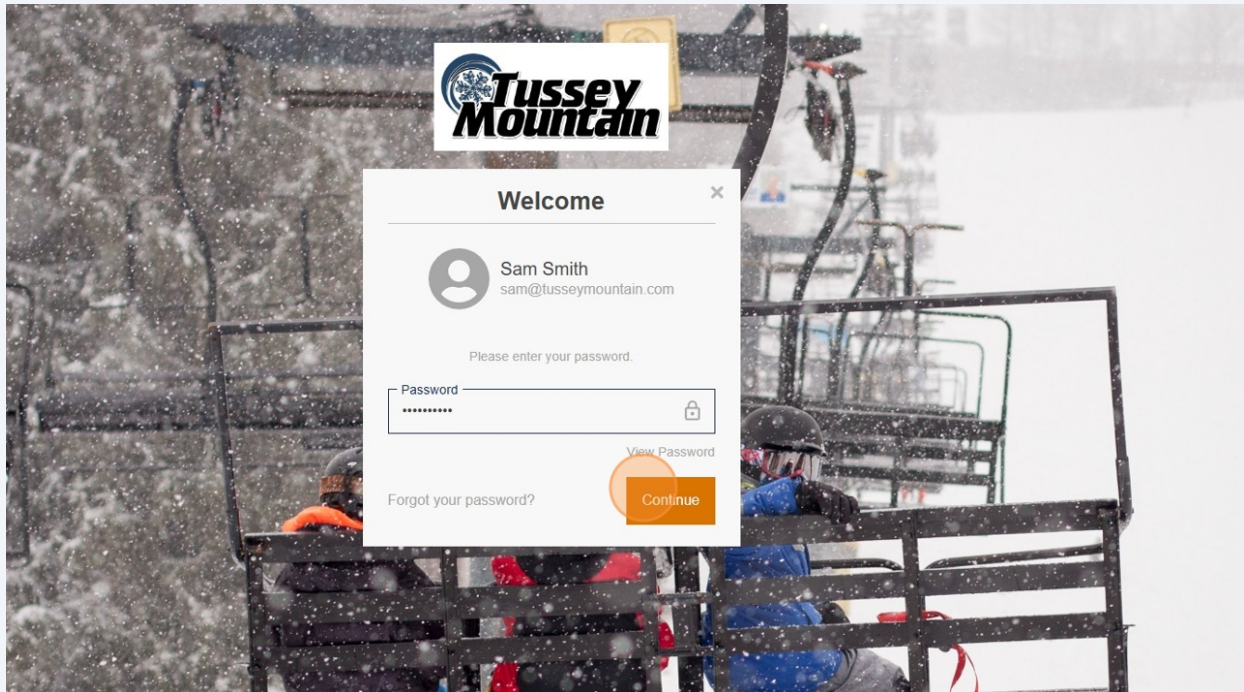 Tussey
Mountain
Welcome
×
Sam Smith
sam@tusseymountain.com
Please enter your password.
Password
••••••••••
View Password
Forgot your password?
Continue